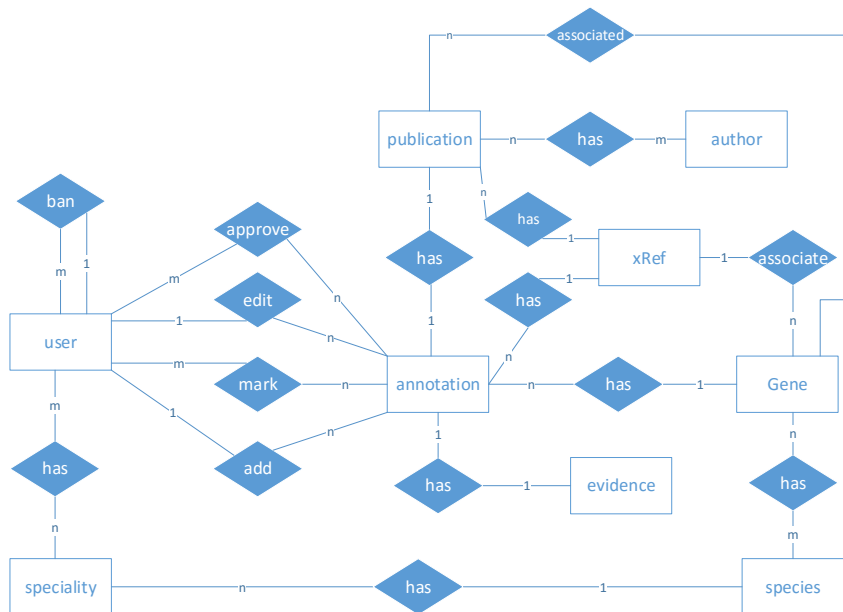 n
associated
publication
n
has
m
author
n
ban
approve
1
has
1
m
1
has
xRef
1
associate
m
edit
has
1
1
n
n
user
1
n
1
n
m
mark
n
annotation
n
has
1
Gene
m
1
n
1
n
has
add
has
1
evidence
has
n
m
speciality
n
has
1
species